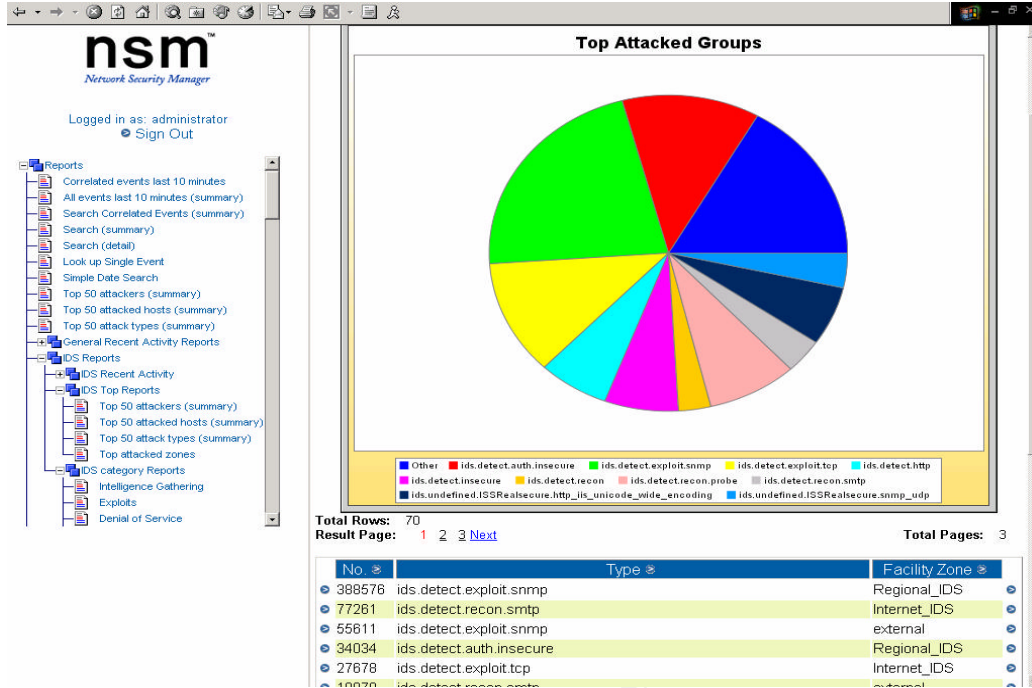 nsm™
Network Security Manager
Logged in as: administrator
Sign Out
Reports
Correlated events last 10 minutes
All events last 10 minutes (summary)
Search Correlated Events (summary)
Search (summary)
Search (detail)
Look up Single Event
Simple Date Search
Top 50 attackers (summary)
Top 50 attacked hosts (summary)
Top 50 attack types (summary)
General Recent Activity Reports
IDS Reports
IDS Recent Activity
IDS Top Reports
Top 50 attackers (summary)
Top 50 attacked hosts (summary)
Top 50 attack types (summary)
Top attacked zones
IDS category Reports
Intelligence Gathering
Exploits
Denial of Service
Top Attacked Groups
Other ids.detect.auth.insecure ids.detect.exploit.snmp ids.detect.exploit.tcp ids.detect.http
ids.detect.insecure ids.detect.recon ids.detect.recon.probe ids.detect.recon.smtp
ids.undefined.ISSRealsecure.http_iis_unicode_wide_encoding ids.undefined.ISSRealsecure.snmp_udp
Total Rows: 70
Result Page: 1 2 3 Next Total Pages: 3
No. Type Facility Zone
388576 ids.detect.exploit.snmp Regional_IDS
77261 ids.detect.recon.smtp Internet_IDS
55611 ids.detect.exploit.snmp external
34034 ids.detect.auth.insecure Regional_IDS
27678 ids.detect.exploit.tcp Internet_IDS
ids.detect.recon.smtp external